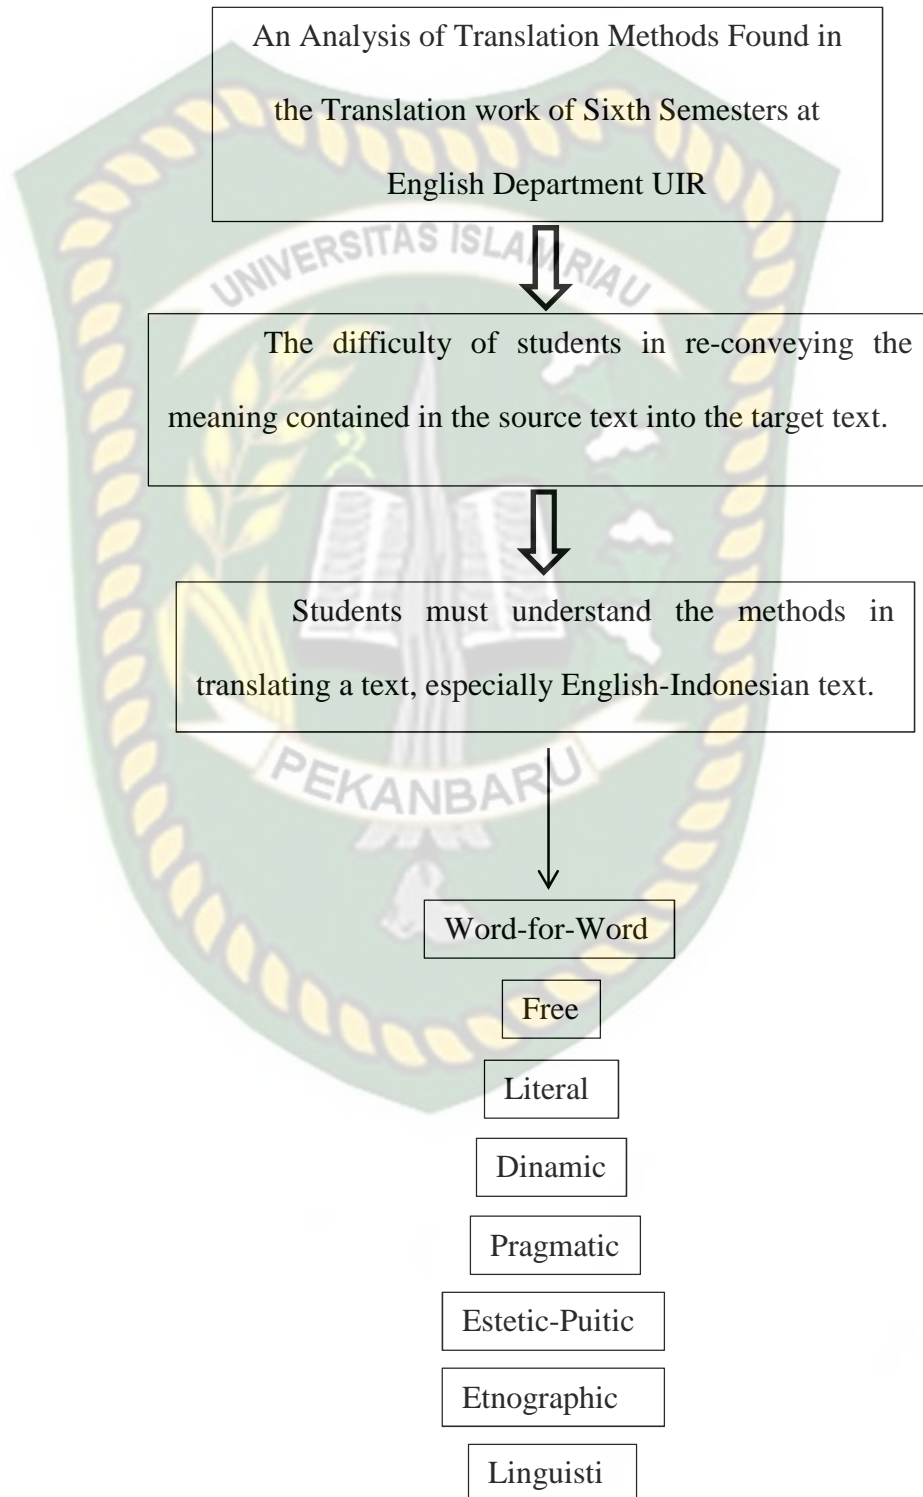 An Analysis of Translation Methods Found in
the Translation work of Sixth Semesters at
English Department UIR
UNIVERSITAS ISLAM RIAU
The difficulty of students in re-conveying the
meaning contained in the source text into the target text.
Students must understand the methods in
translating a text, especially English-Indonesian text.
PEKANBARU
Word-for-Word
Free
Literal
Dinamic
Pragmatic
Estetic-Puitic
Etnographic
Linguisti